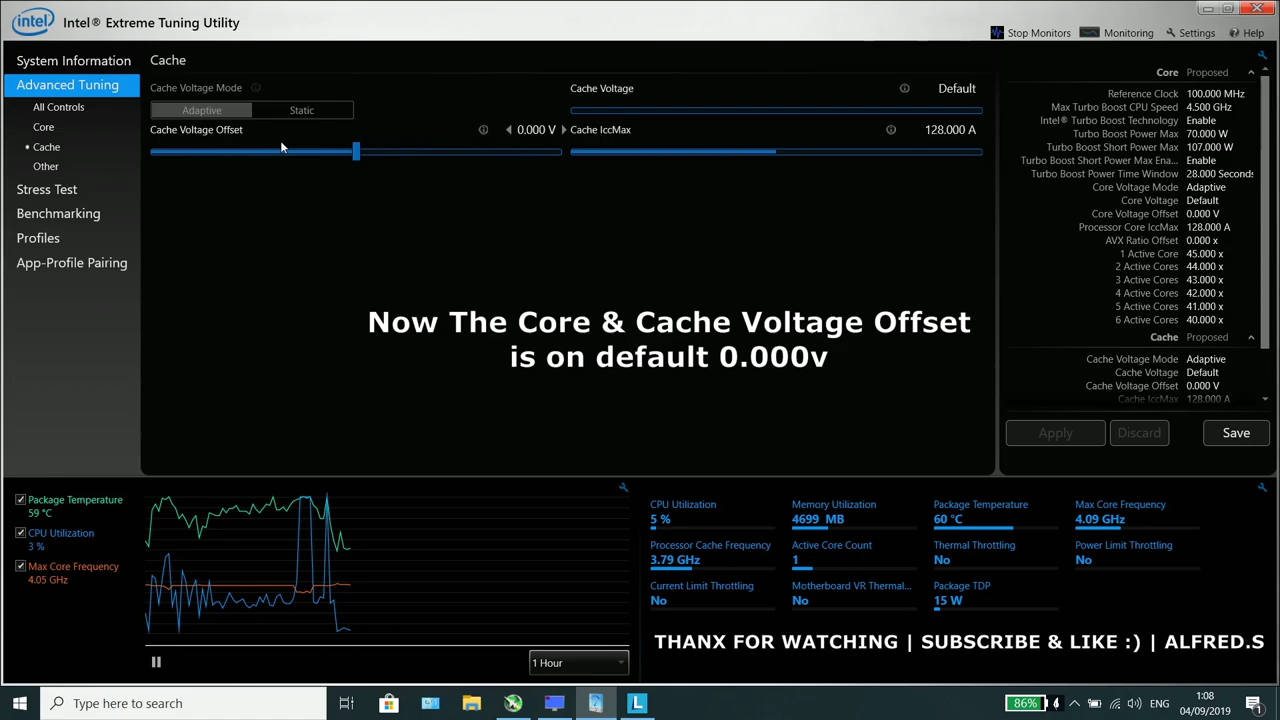 intel Intel® Extreme Tuning Utility
Stop Monitors Monitoring Settings Help
System Information
Advanced Tuning
All Controls
Core
Cache
Other
Stress Test
Benchmarking
Profiles
App-Profile Pairing
Cache
Cache Voltage Mode
Adaptive Static
Cache Voltage Offset 0.000 V
Cache Voltage Default
Cache IccMax 128.000 A
Now The Core & Cache Voltage Offset
is on default 0.000v
Core Proposed
Reference Clock 100.000 MHz
Max Turbo Boost CPU Speed 4.500 GHz
Intel® Turbo Boost Technology Enable
Turbo Boost Power Max 70.000 W
Turbo Boost Short Power Max 107.000 W
Turbo Boost Short Power Max Ena... Enable
Turbo Boost Power Time Window 28.000 Seconds
Core Voltage Mode Adaptive
Core Voltage Default
Core Voltage Offset 0.000 V
Processor Core IccMax 128.000 A
AVX Ratio Offset 0.000 x
1 Active Core 45.000 x
2 Active Cores 44.000 x
3 Active Cores 43.000 x
4 Active Cores 42.000 x
5 Active Cores 41.000 x
6 Active Cores 40.000 x
Cache Proposed
Cache Voltage Mode Adaptive
Cache Voltage Default
Cache Voltage Offset 0.000 V
Cache IccMax 128.000 A
Apply Discard Save
Package Temperature
59 °C
CPU Utilization
3 %
Max Core Frequency
4.05 GHz
1 Hour
CPU Utilization Memory Utilization Package Temperature Max Core Frequency
5 % 4699 MB 60 °C 4.09 GHz
Processor Cache Frequency Active Core Count Thermal Throttling Power Limit Throttling
3.79 GHz 1 No No
Current Limit Throttling Motherboard VR Thermal... Package TDP
No No 15 W
THANX FOR WATCHING | SUBSCRIBE & LIKE :) | ALFRED.S
Type here to search
L
86%
ENG
1:08
04/09/2019
1